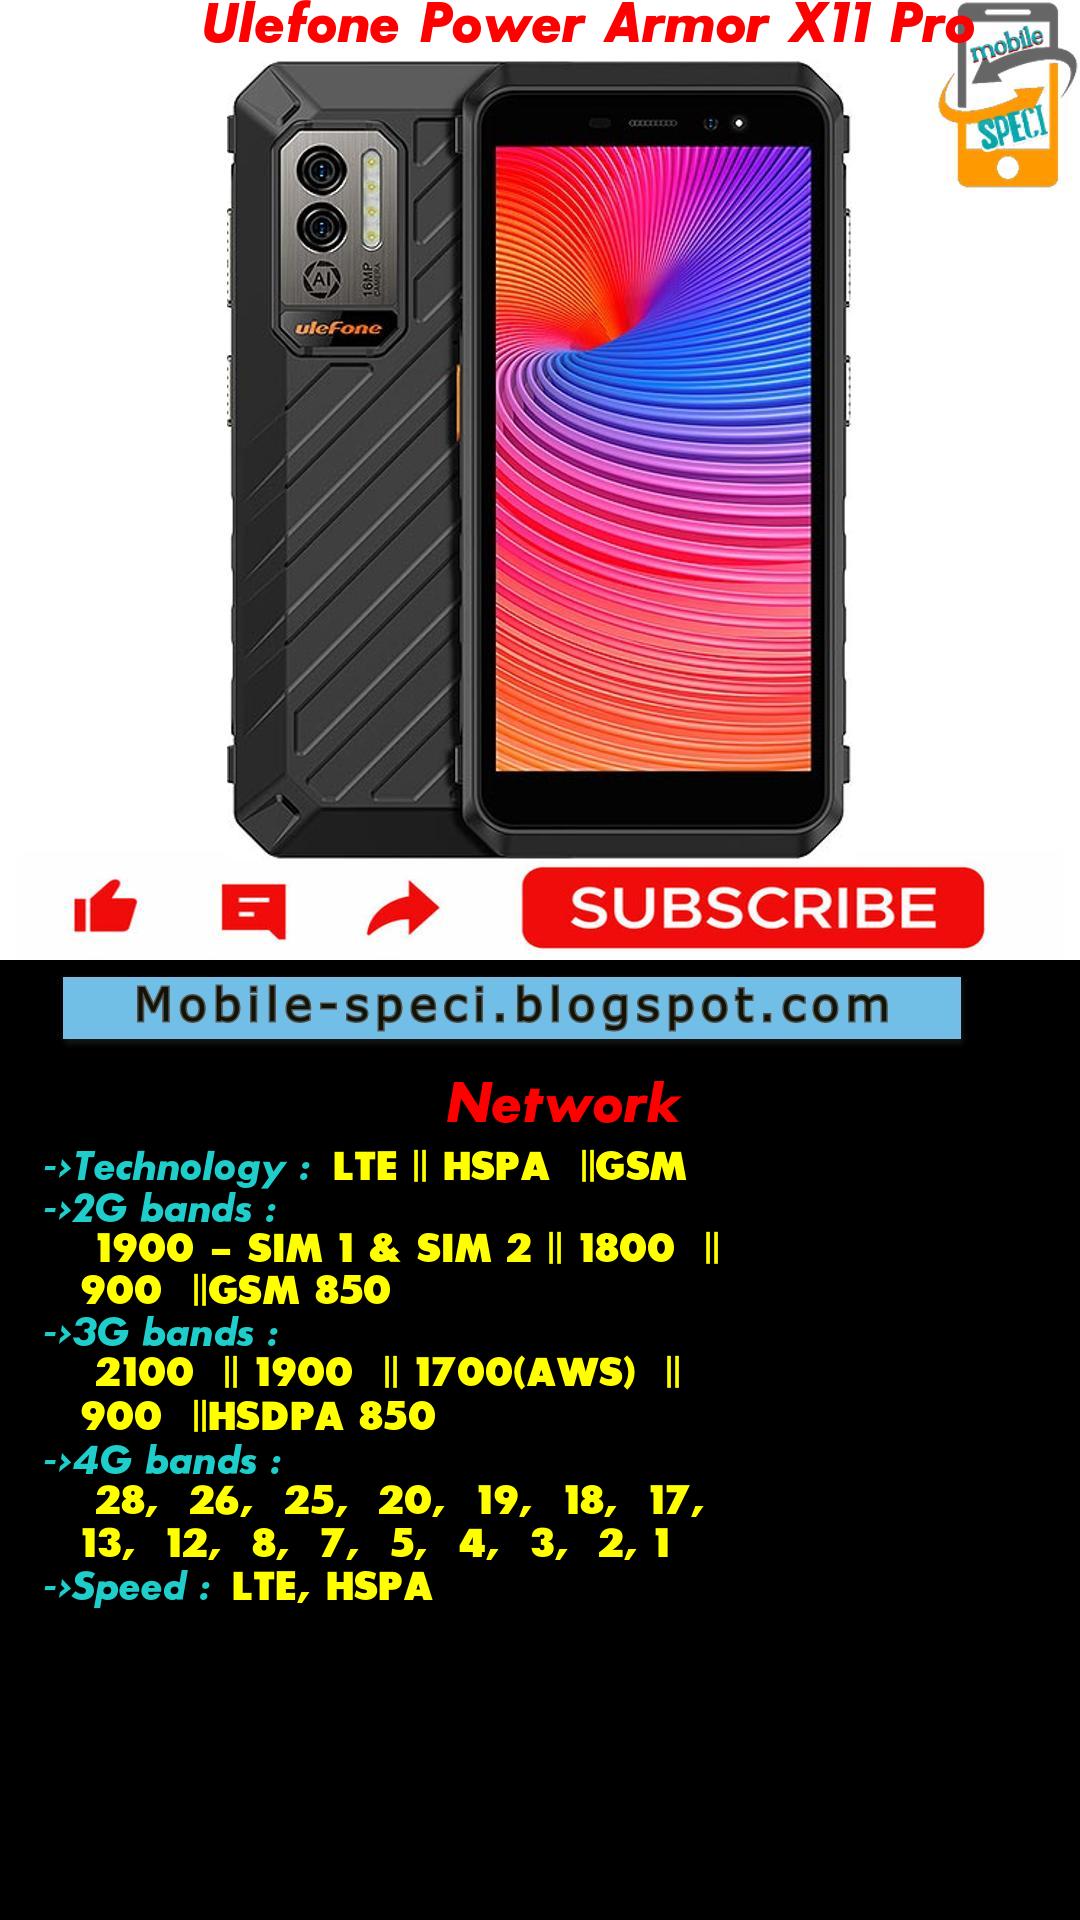 Ulefone Power Armor X11 Pro
mobile
SPECI
AI
16MP
CAMERA
uleFone
SUBSCRIBE
Mobile-speci.blogspot.com
Network
->Technology : LTE || HSPA ||GSM
->2G bands :
1900 – SIM 1 & SIM 2 || 1800 ||
900 ||GSM 850
->3G bands :
2100 || 1900 || 1700(AWS) ||
900 ||HSDPA 850
->4G bands :
28, 26, 25, 20, 19, 18, 17,
13, 12, 8, 7, 5, 4, 3, 2, 1
->Speed : LTE, HSPA